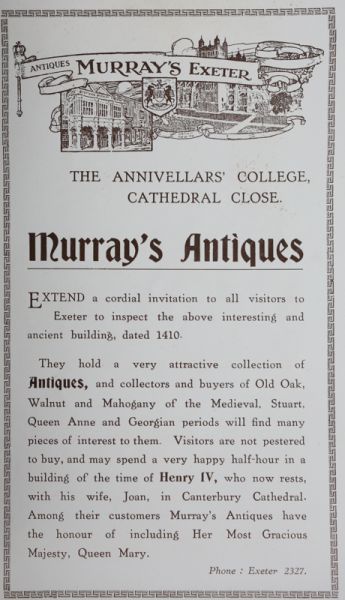 ANTIQUES MURRAY'S EXETER
THE ANNIVELLARS' COLLEGE,
CATHEDRAL CLOSE.
Murray's Antiques
EXTEND a cordial invitation to all visitors to
Exeter to inspect the above interesting and
ancient building, dated 1410.
They hold a very attractive collection of
Antiques, and collectors and buyers of Old Oak,
Walnut and Mahogany of the Medieval, Stuart,
Queen Anne and Georgian periods will find many
pieces of interest to them. Visitors are not pestered
to buy, and may spend a very happy half-hour in a
building of the time of Henry IV, who now rests,
with his wife, Joan, in Canterbury Cathedral.
Among their customers Murray's Antiques have
the honour of including Her Most Gracious
Majesty, Queen Mary.
Phone : Exeter 2327.